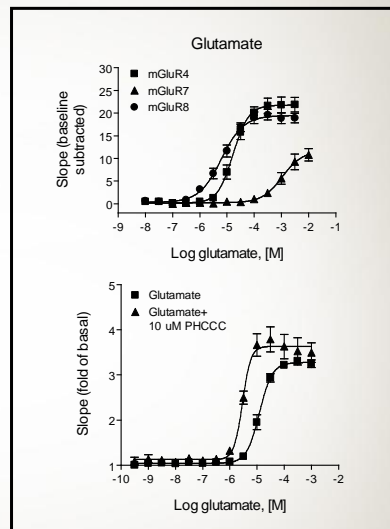 Glutamate
30
25
20
15
10
5
0
Slope (baseline
subtracted)
mGluR4
mGluR7
mGluR8
-9 -8 -7 -6 -5 -4 -3 -2 -1
Log glutamate, [M]
5
4
3
2
1
Slope (fold of basal)
Glutamate
Glutamate+
10 uM PHCCC
-10 -9 -8 -7 -6 -5 -4 -3 -2
Log glutamate, [M]